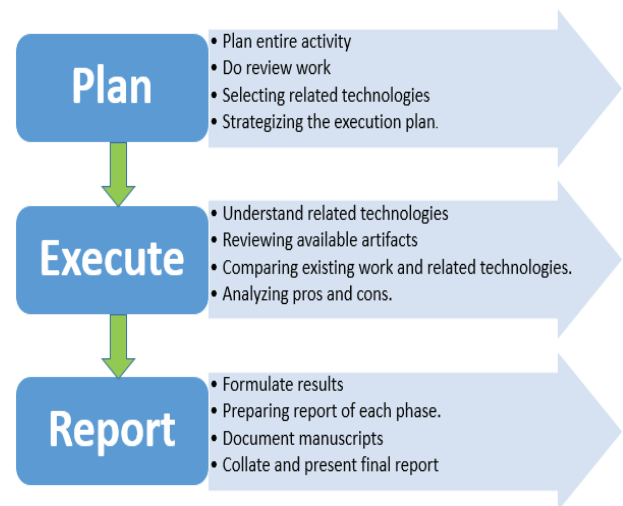 Plan
• Plan entire activity
• Do review work
• Selecting related technologies
• Strategizing the execution plan.
Execute
• Understand related technologies
• Reviewing available artifacts
• Comparing existing work and related technologies.
• Analyzing pros and cons.
Report
• Formulate results
• Preparing report of each phase.
• Document manuscripts
• Collate and present final report